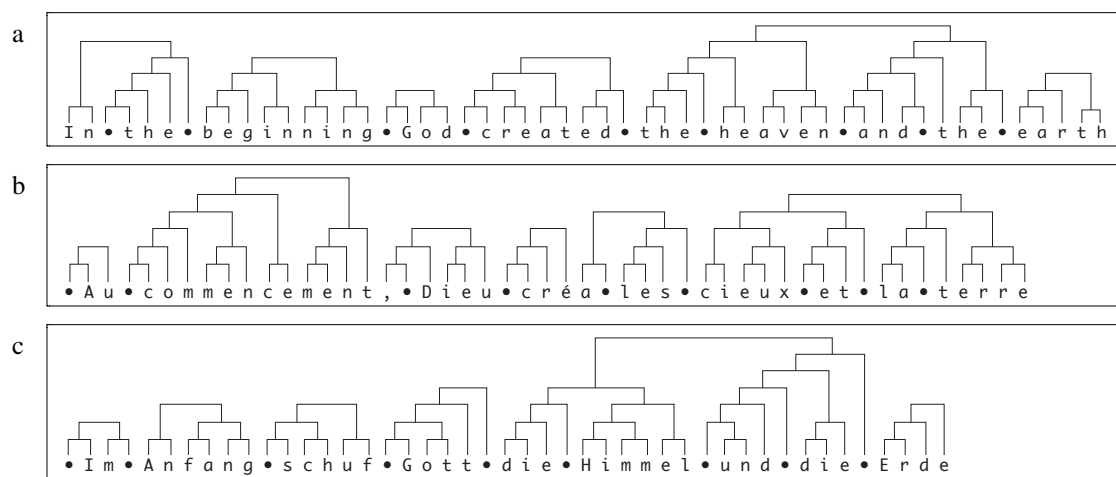 a
In•the•beginning•God•created•the•heaven•and•the•earth
b
•Au•commencement,•Dieu•créa•les•cieux•et•la•terre
c
•Im•Anfang•schuf•Gott•die•Himmel•und•die•Erde